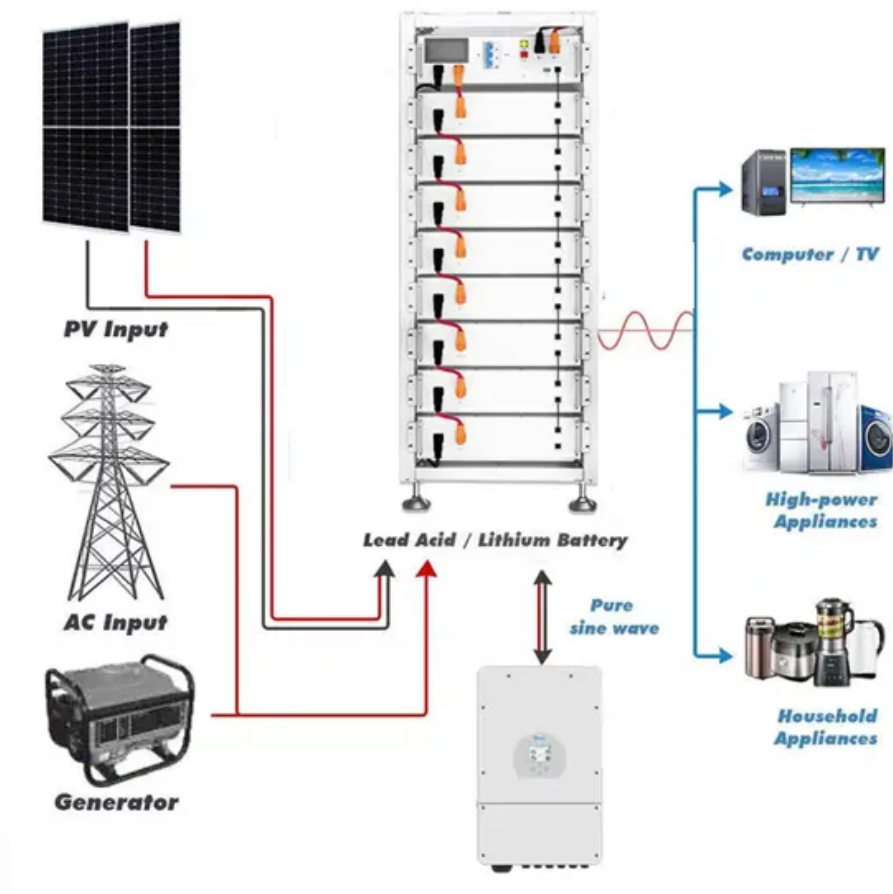 PV Input
AC Input
Generator
Lead Acid / Lithium Battery
Pure
sine wave
Computer / TV
High-power
Appliances
Household
Appliances